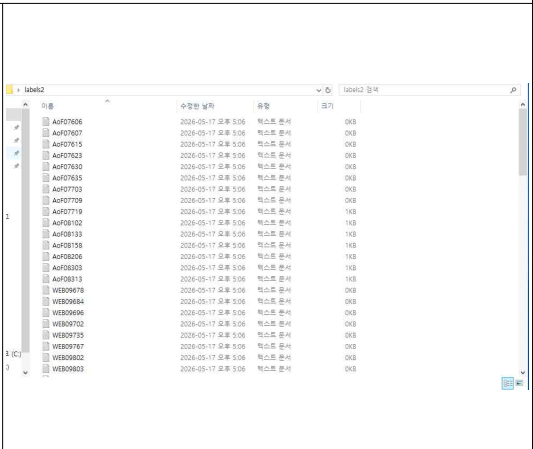 › labels2
labels2 검색
이름 수정한 날짜 유형 크기
AoF07606 2026-05-17 오후 5:06 텍스트 문서 0KB
AoF07607 2026-05-17 오후 5:06 텍스트 문서 0KB
AoF07615 2026-05-17 오후 5:06 텍스트 문서 0KB
AoF07623 2026-05-17 오후 5:06 텍스트 문서 0KB
AoF07630 2026-05-17 오후 5:06 텍스트 문서 0KB
AoF07635 2026-05-17 오후 5:06 텍스트 문서 0KB
AoF07703 2026-05-17 오후 5:06 텍스트 문서 0KB
AoF07709 2026-05-17 오후 5:06 텍스트 문서 0KB
AoF07719 2026-05-17 오후 5:06 텍스트 문서 1KB
AoF08102 2026-05-17 오후 5:06 텍스트 문서 1KB
AoF08133 2026-05-17 오후 5:06 텍스트 문서 1KB
AoF08158 2026-05-17 오후 5:06 텍스트 문서 1KB
AoF08206 2026-05-17 오후 5:06 텍스트 문서 1KB
AoF08303 2026-05-17 오후 5:06 텍스트 문서 1KB
AoF08313 2026-05-17 오후 5:06 텍스트 문서 1KB
WEB09678 2026-05-17 오후 5:06 텍스트 문서 0KB
WEB09684 2026-05-17 오후 5:06 텍스트 문서 0KB
WEB09696 2026-05-17 오후 5:06 텍스트 문서 0KB
WEB09702 2026-05-17 오후 5:06 텍스트 문서 0KB
WEB09735 2026-05-17 오후 5:06 텍스트 문서 0KB
WEB09767 2026-05-17 오후 5:06 텍스트 문서 0KB
WEB09802 2026-05-17 오후 5:06 텍스트 문서 0KB
WEB09803 2026-05-17 오후 5:06 텍스트 문서 0KB
1
(C:)